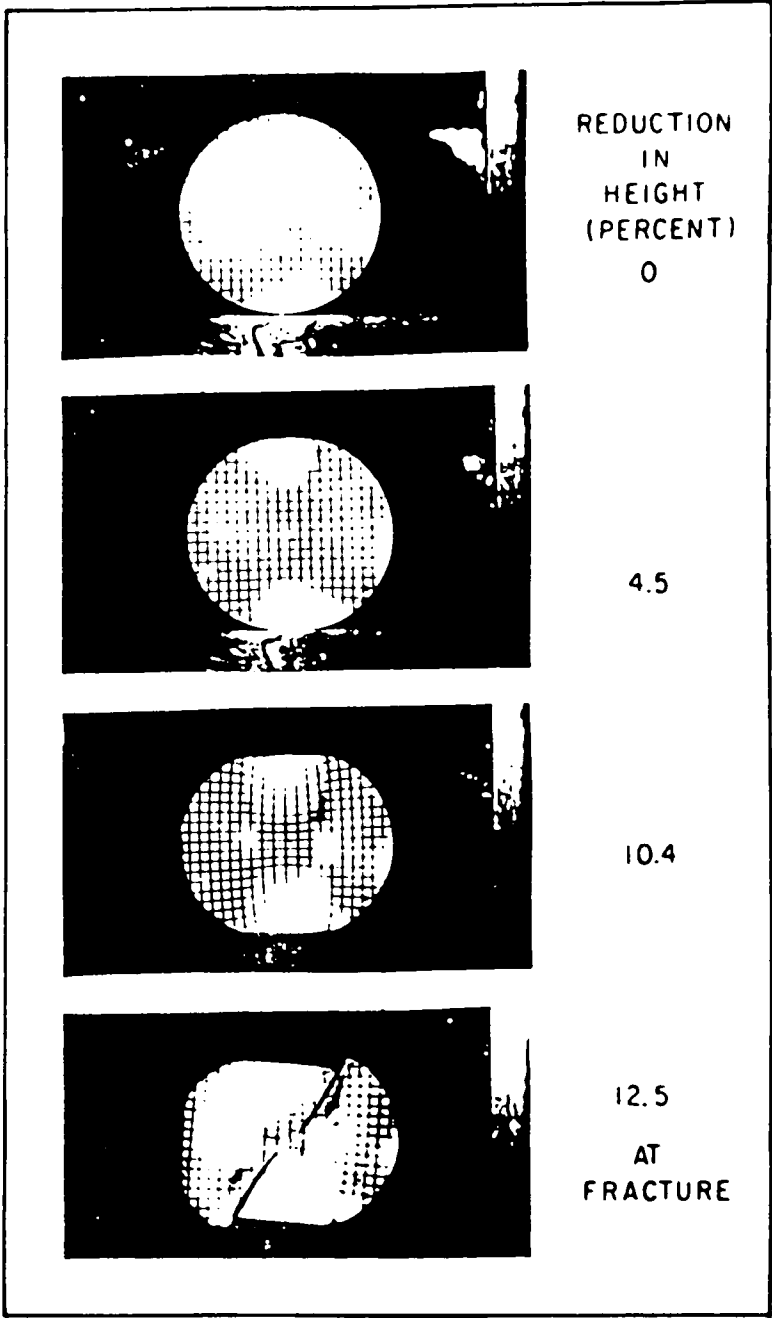 REDUCTION
IN
HEIGHT
(PERCENT)
0
4.5
10.4
12.5
AT
FRACTURE